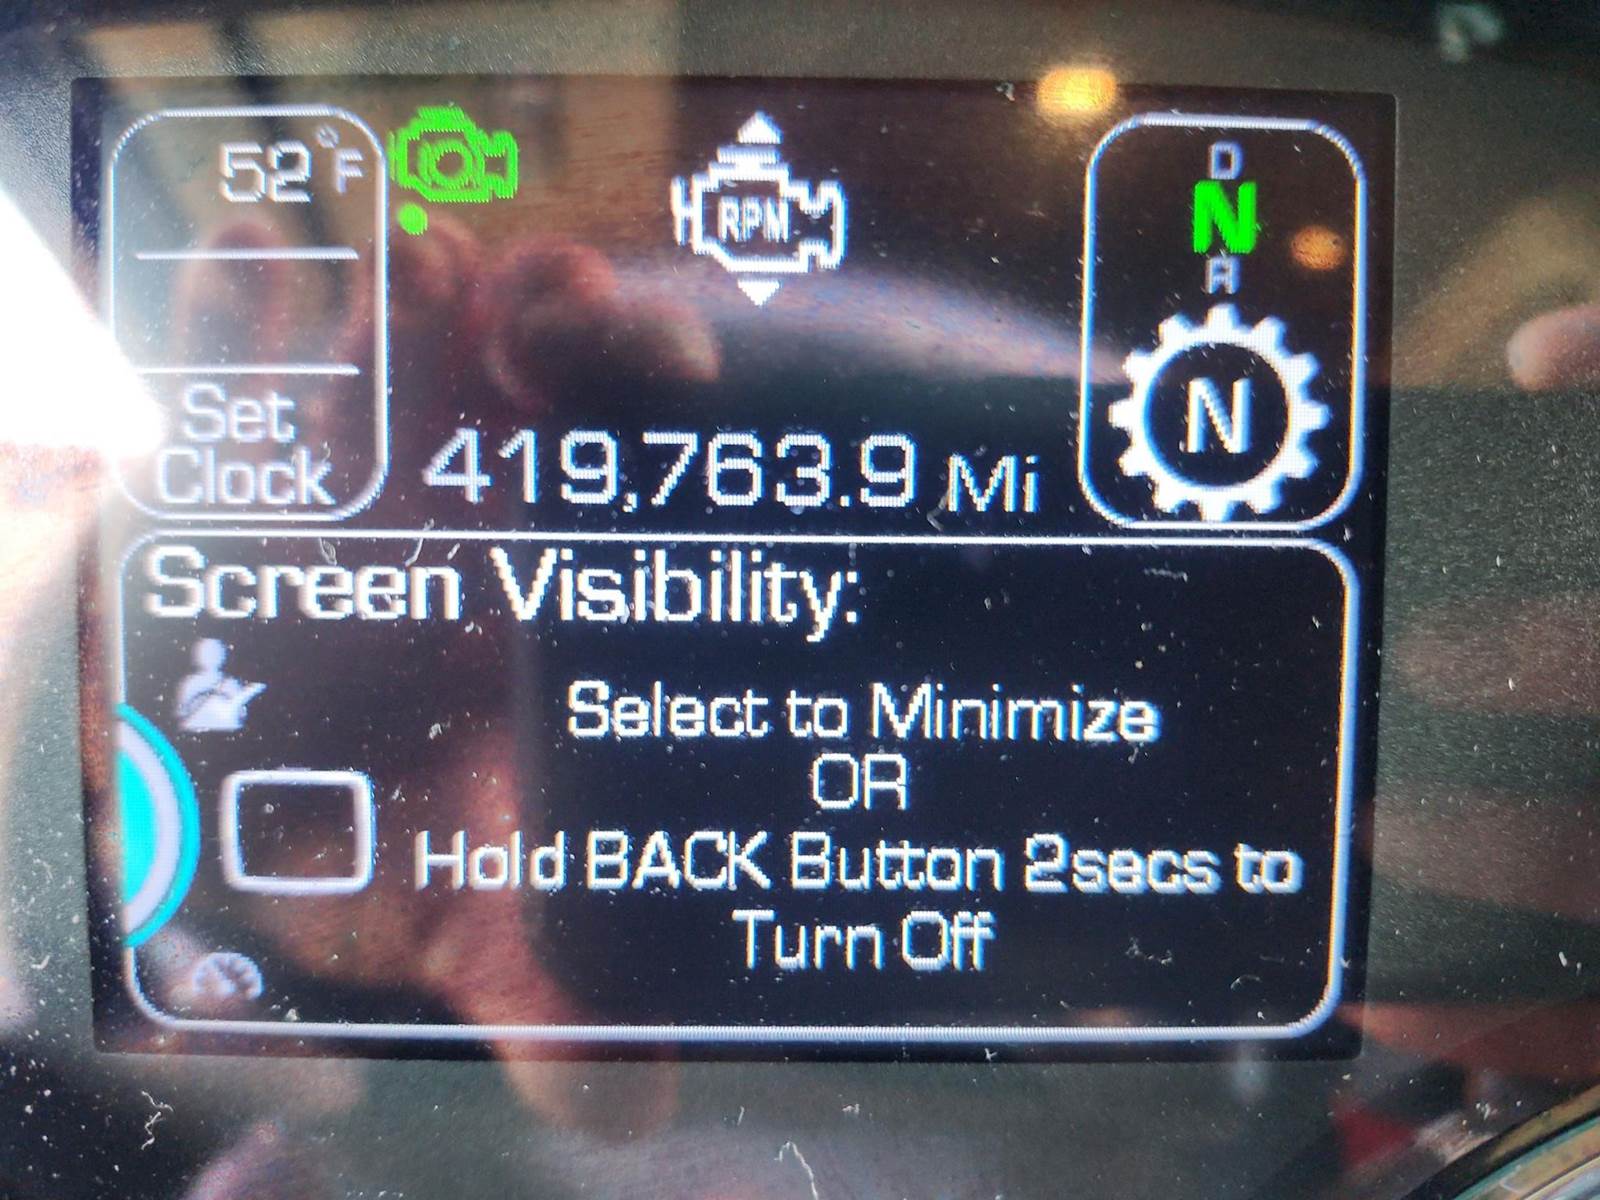 52°F
RPM
D
N
R
N
Set
Clock
419,763.9 Mi
Screen Visibility:
Select to Minimize
OR
Hold BACK Button 2secs to
Turn Off